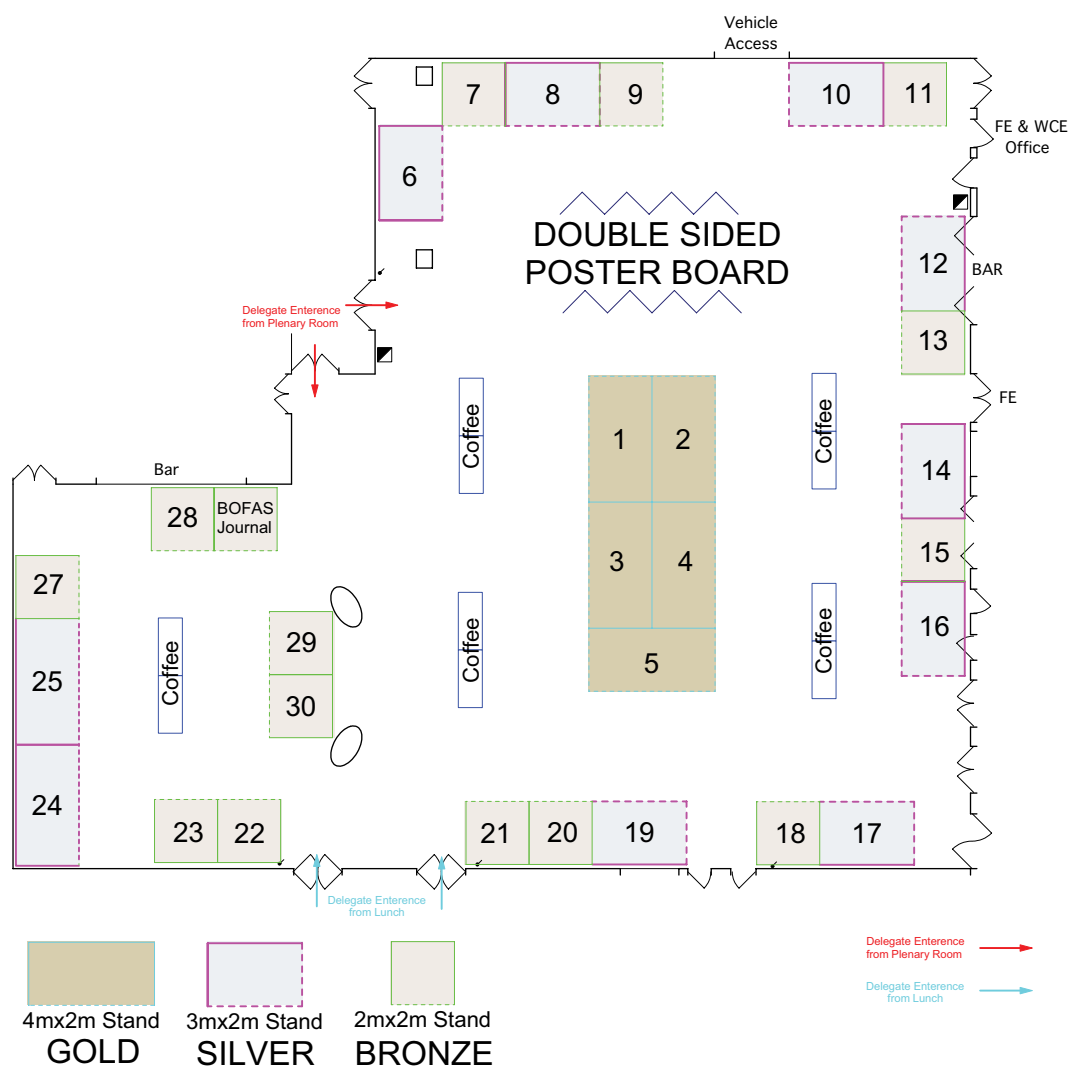 Vehicle
Access
7
8
9
10
11
FE & WCE
Office
6
DOUBLE SIDED
POSTER BOARD
12
BAR
13
Delegate Enterence
from Plenary Room
FE
Coffee
1
2
Coffee
14
Bar
28
BOFAS
Journal
15
3
4
27
29
Coffee
Coffee
16
25
Coffee
30
5
24
23
22
21
20
19
18
17
Delegate Enterence
from Lunch
Delegate Enterence
from Plenary Room
Delegate Enterence
from Lunch
4mx2m Stand
GOLD
3mx2m Stand
SILVER
2mx2m Stand
BRONZE